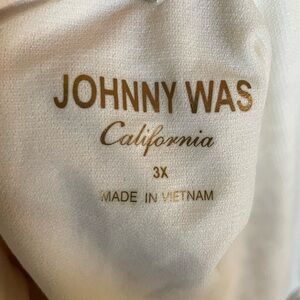 JOHNNY WAS
California
3X
MADE IN VIETNAM